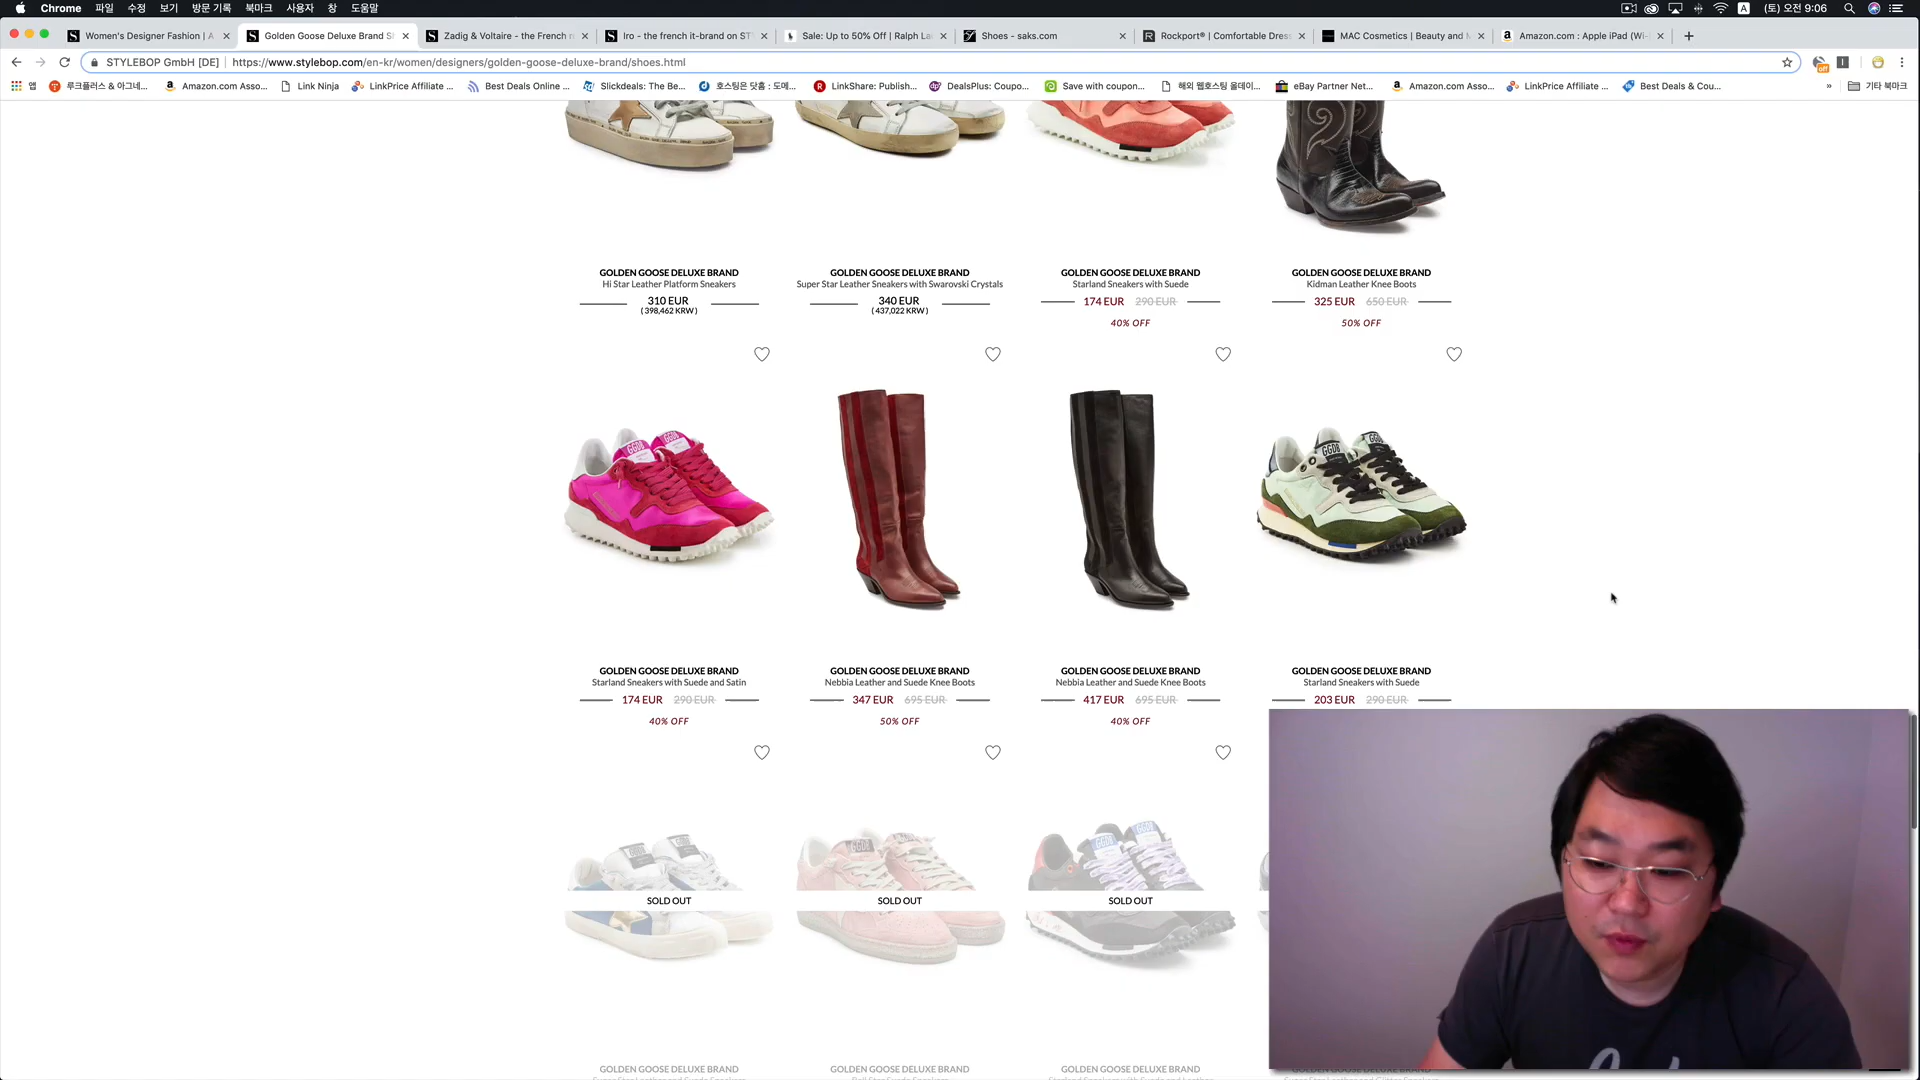 Chrome 파일 수정 보기 방문 기록 북마크 사용자 창 도움말
A (토) 오전 9:06
Women's Designer Fashion | A
Golden Goose Deluxe Brand S
Zadig & Voltaire - the French n
Iro - the french it-brand on ST
Sale: Up to 50% Off | Ralph La
Shoes - saks.com
Rockport® | Comfortable Dress
MAC Cosmetics | Beauty and M
Amazon.com : Apple iPad (Wi-
STYLEBOP GmbH [DE] | https://www.stylebop.com/en-kr/women/designers/golden-goose-deluxe-brand/shoes.html
off
앱
루크플러스 & 아그네...
Amazon.com Asso...
Link Ninja
LinkPrice Affiliate ...
Best Deals Online ...
Slickdeals: The Be...
호스팅은 닷홈 : 도메...
LinkShare: Publish...
DealsPlus: Coupo...
Save with coupon...
해외 웹호스팅 올데이...
eBay Partner Net...
Amazon.com Asso...
LinkPrice Affiliate ...
Best Deals & Cou...
»
기타 북마크
GOLDEN GOOSE DELUXE BRAND
Hi Star Leather Platform Sneakers
310 EUR
( 398,462 KRW )
GOLDEN GOOSE DELUXE BRAND
Super Star Leather Sneakers with Swarovski Crystals
340 EUR
( 437,022 KRW )
GOLDEN GOOSE DELUXE BRAND
Starland Sneakers with Suede
174 EUR 290 EUR
40% OFF
GOLDEN GOOSE DELUXE BRAND
Kidman Leather Knee Boots
325 EUR 650 EUR
50% OFF
GGDB
GGDB
GGDB
GGDB
GOLDEN GOOSE DELUXE BRAND
Starland Sneakers with Suede and Satin
174 EUR 290 EUR
40% OFF
GOLDEN GOOSE DELUXE BRAND
Nebbia Leather and Suede Knee Boots
347 EUR 695 EUR
50% OFF
GOLDEN GOOSE DELUXE BRAND
Nebbia Leather and Suede Knee Boots
417 EUR 695 EUR
40% OFF
GOLDEN GOOSE DELUXE BRAND
Starland Sneakers with Suede
203 EUR 290 EUR
SOLD OUT
SOLD OUT
SOLD OUT
GOLDEN GOOSE DELUXE BRAND
GOLDEN GOOSE DELUXE BRAND
GOLDEN GOOSE DELUXE BRAND
GOLDEN GOOSE DELUXE BRAND